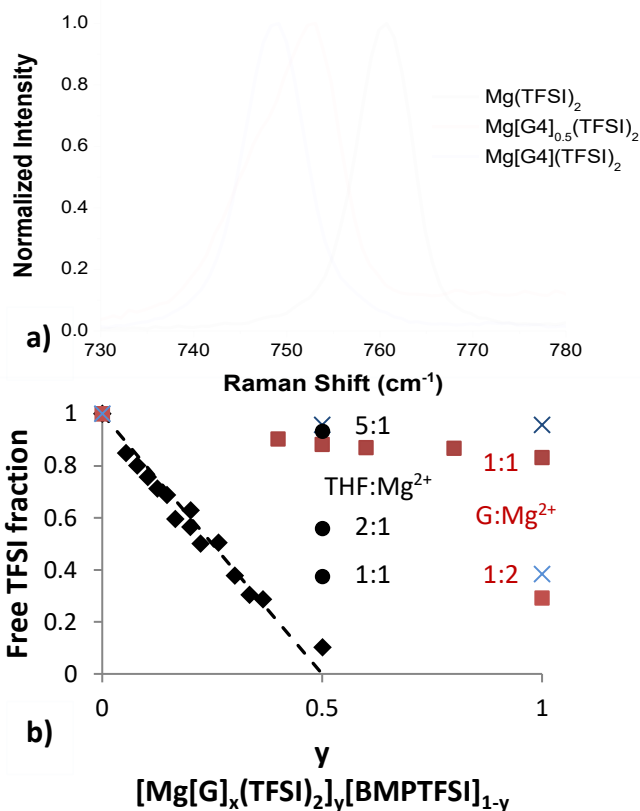 1.0
0.8
0.6
0.4
0.2
0.0
Normalized Intensity
Mg(TFSI)₂
Mg[G4]₀.₅(TFSI)₂
Mg[G4](TFSI)₂
a)
730 740 750 760 770 780
Raman Shift (cm⁻¹)
1
0.8
0.6
0.4
0.2
0
Free TFSI fraction
5:1
THF:Mg²⁺
2:1
1:1
1:1
G:Mg²⁺
1:2
0 0.5 1
b)
y
[Mg[G]ₓ(TFSI)₂]y[BMPTFSI]1-y